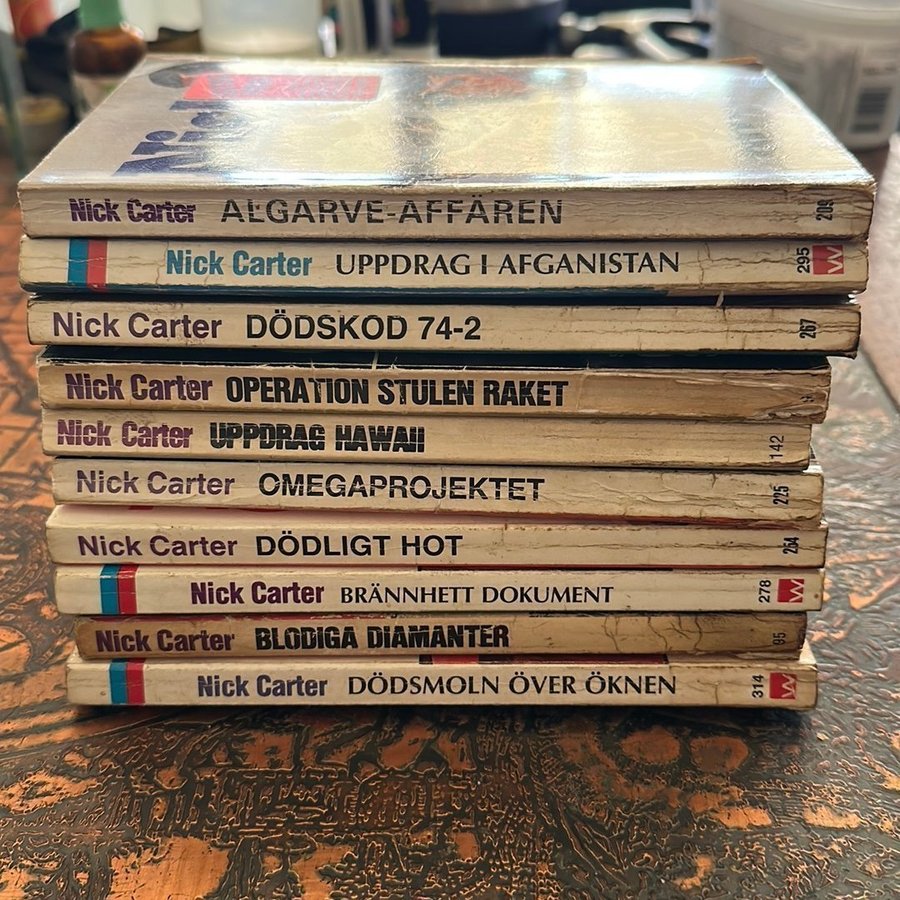 Nick Carter ALGARVE-AFFÄREN 209
Nick Carter UPPDRAG I AFGANISTAN 295
Nick Carter DÖDSKOD 74-2 267
Nick Carter OPERATION STULEN RAKET
Nick Carter UPPDRAG HAWAII 142
Nick Carter OMEGAPROJEKTET 225
Nick Carter DÖDLIGT HOT 264
Nick Carter BRÄNNHETT DOKUMENT 278
Nick Carter BLODIGA DIAMANTER 95
Nick Carter DÖDSMOLN ÖVER ÖKNEN 314